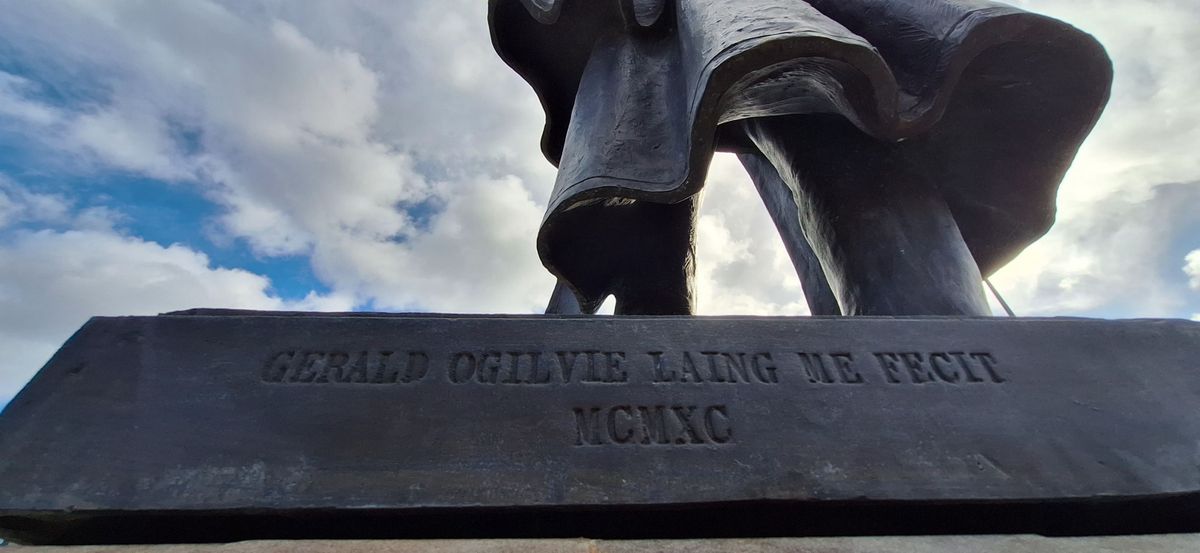 GERALD OGILVIE LAING ME FECIT
MCMXC